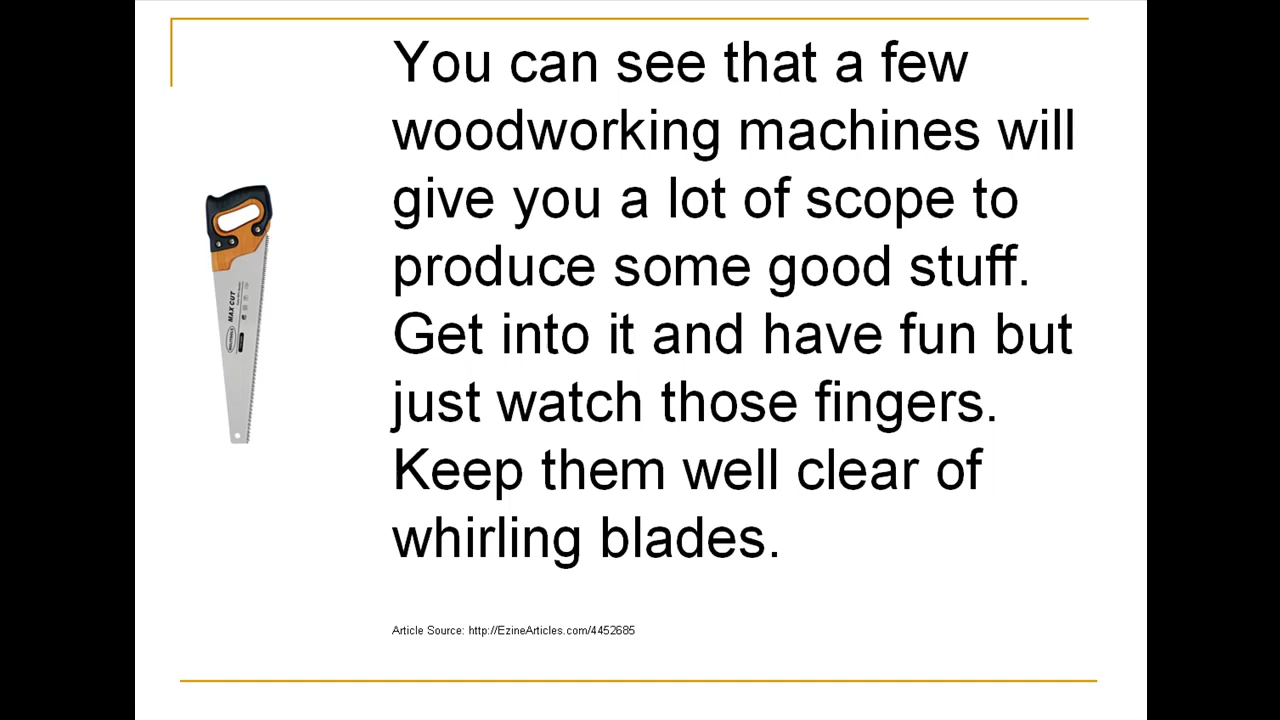 You can see that a few
woodworking machines will
give you a lot of scope to
produce some good stuff.
Get into it and have fun but
just watch those fingers.
Keep them well clear of
whirling blades.
Article Source: http://EzineArticles.com/4452685
MAX CUT